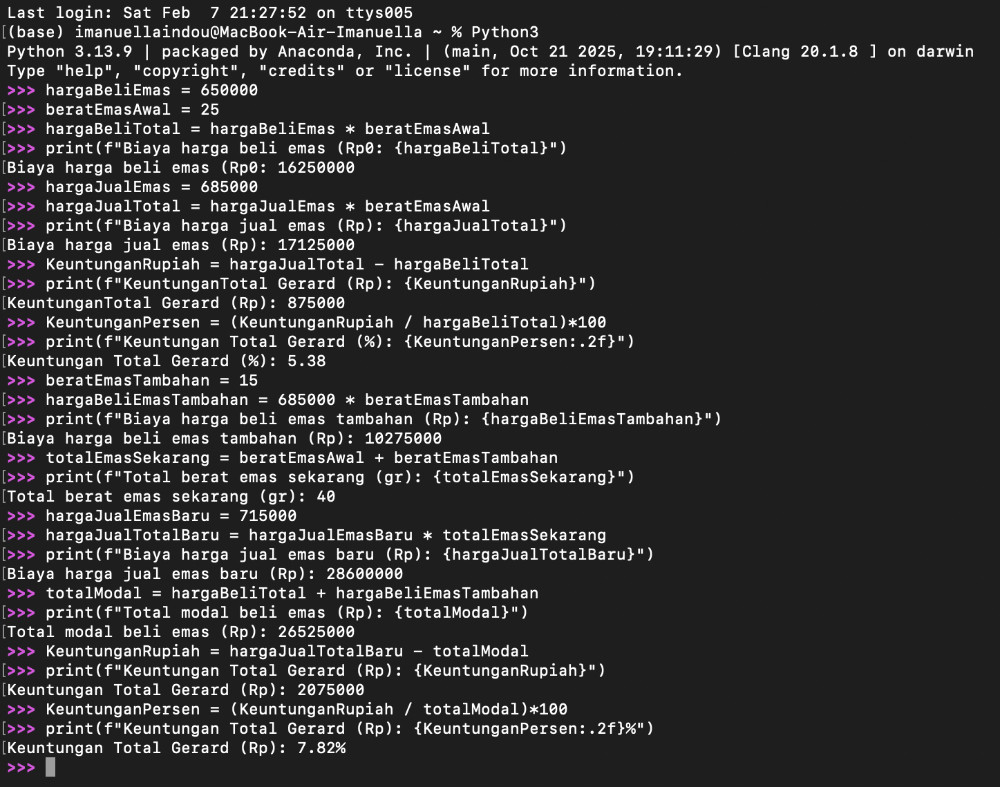 Last login: Sat Feb  7 21:27:52 on ttys005
(base) imanuellaindou@MacBook-Air-Imanuella ~ % Python3
Python 3.13.9 | packaged by Anaconda, Inc. | (main, Oct 21 2025, 19:11:29) [Clang 20.1.8 ] on darwin
Type "help", "copyright", "credits" or "license" for more information.
>>> hargaBeliEmas = 650000
[>>> beratEmasAwal = 25
[>>> hargaBeliTotal = hargaBeliEmas * beratEmasAwal
[>>> print(f"Biaya harga beli emas (Rp0: {hargaBeliTotal}")
[Biaya harga beli emas (Rp0: 16250000
>>> hargaJualEmas = 685000
[>>> hargaJualTotal = hargaJualEmas * beratEmasAwal
[>>> print(f"Biaya harga jual emas (Rp): {hargaJualTotal}")
[Biaya harga jual emas (Rp): 17125000
>>> KeuntunganRupiah = hargaJualTotal - hargaBeliTotal
[>>> print(f"KeuntunganTotal Gerard (Rp): {KeuntunganRupiah}")
[KeuntunganTotal Gerard (Rp): 875000
>>> KeuntunganPersen = (KeuntunganRupiah / hargaBeliTotal)*100
[>>> print(f"Keuntungan Total Gerard (%): {KeuntunganPersen:.2f}")
[Keuntungan Total Gerard (%): 5.38
>>> beratEmasTambahan = 15
[>>> hargaBeliEmasTambahan = 685000 * beratEmasTambahan
[>>> print(f"Biaya harga beli emas tambahan (Rp): {hargaBeliEmasTambahan}")
[Biaya harga beli emas tambahan (Rp): 10275000
>>> totalEmasSekarang = beratEmasAwal + beratEmasTambahan
[>>> print(f"Total berat emas sekarang (gr): {totalEmasSekarang}")
[Total berat emas sekarang (gr): 40
>>> hargaJualEmasBaru = 715000
[>>> hargaJualTotalBaru = hargaJualEmasBaru * totalEmasSekarang
[>>> print(f"Biaya harga jual emas baru (Rp): {hargaJualTotalBaru}")
[Biaya harga jual emas baru (Rp): 28600000
>>> totalModal = hargaBeliTotal + hargaBeliEmasTambahan
[>>> print(f"Total modal beli emas (Rp): {totalModal}")
[Total modal beli emas (Rp): 26525000
>>> KeuntunganRupiah = hargaJualTotalBaru - totalModal
[>>> print(f"Keuntungan Total Gerard (Rp): {KeuntunganRupiah}")
[Keuntungan Total Gerard (Rp): 2075000
>>> KeuntunganPersen = (KeuntunganRupiah / totalModal)*100
[>>> print(f"Keuntungan Total Gerard (Rp): {KeuntunganPersen:.2f}%")
[Keuntungan Total Gerard (Rp): 7.82%
>>>